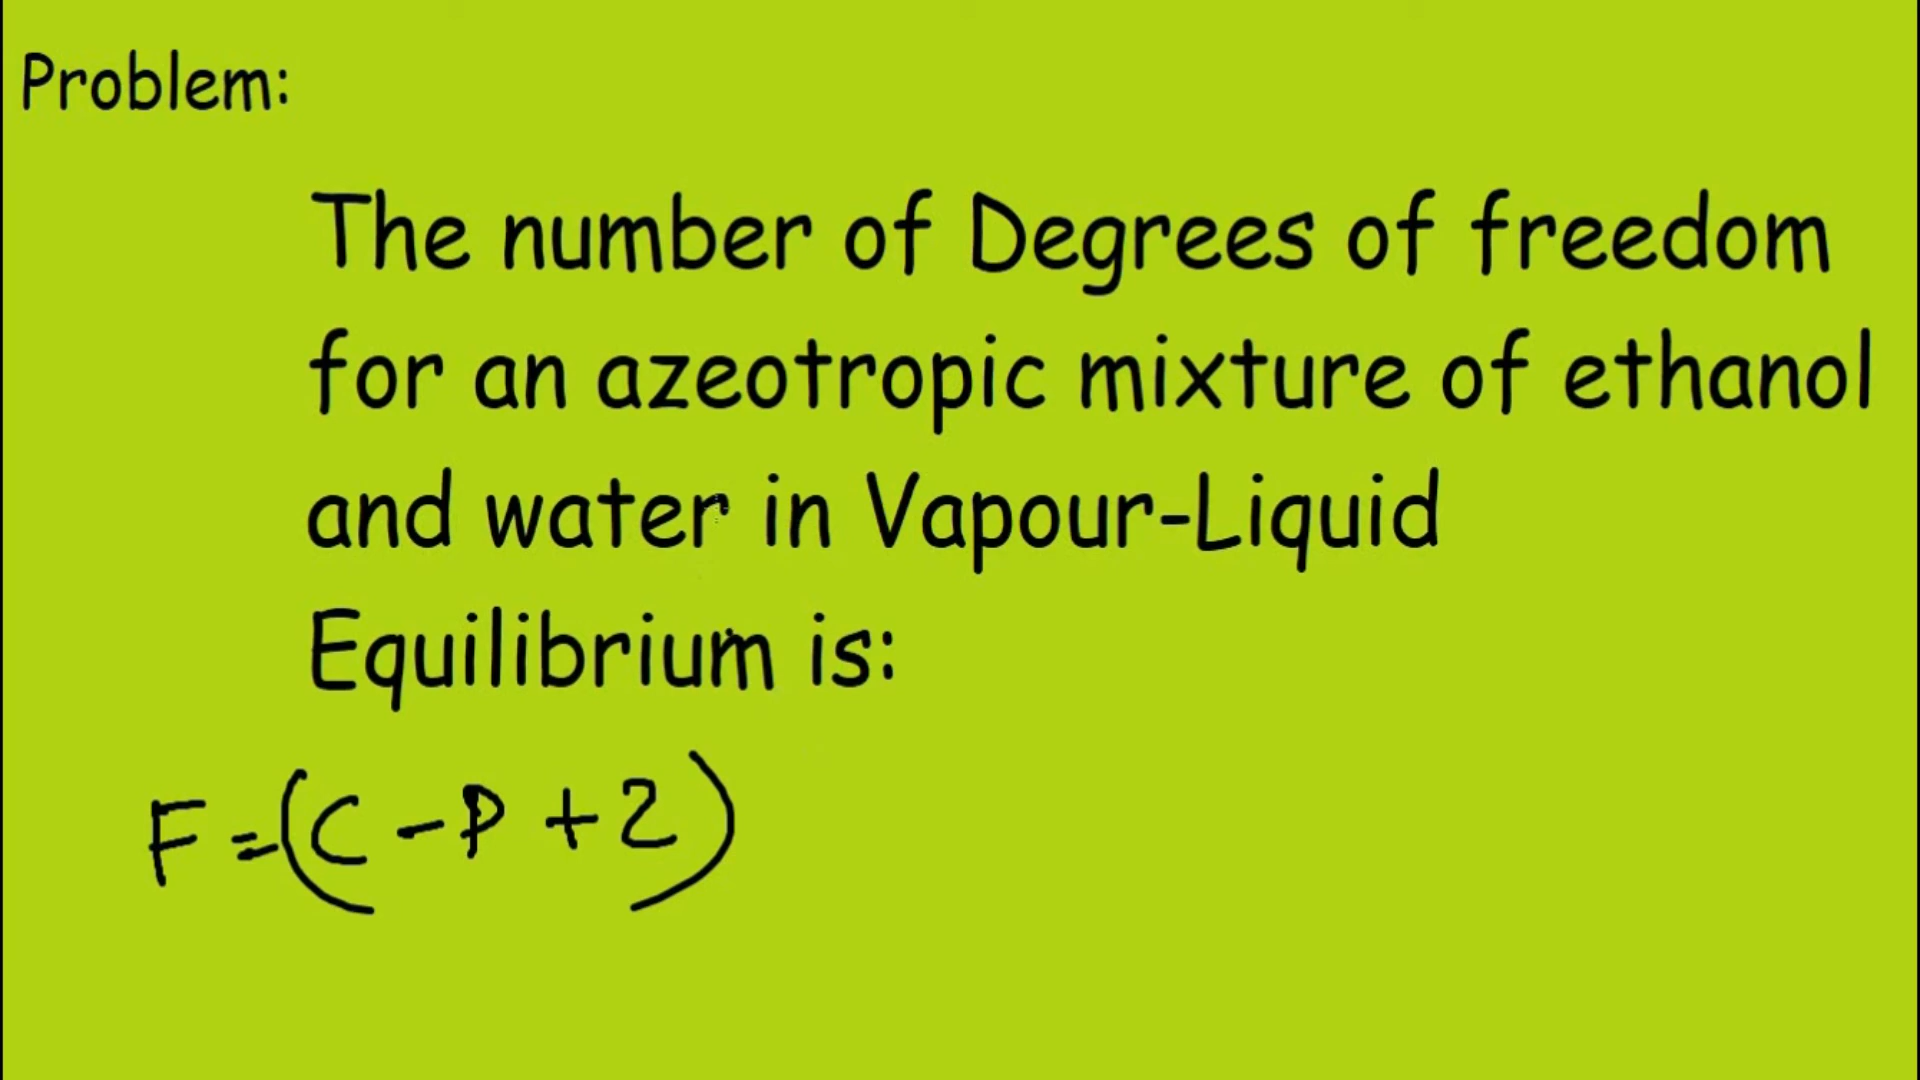 Problem:
The number of Degrees of freedom
for an azeotropic mixture of ethanol
and water in Vapour-Liquid
Equilibrium is:
F=(C-P+2)